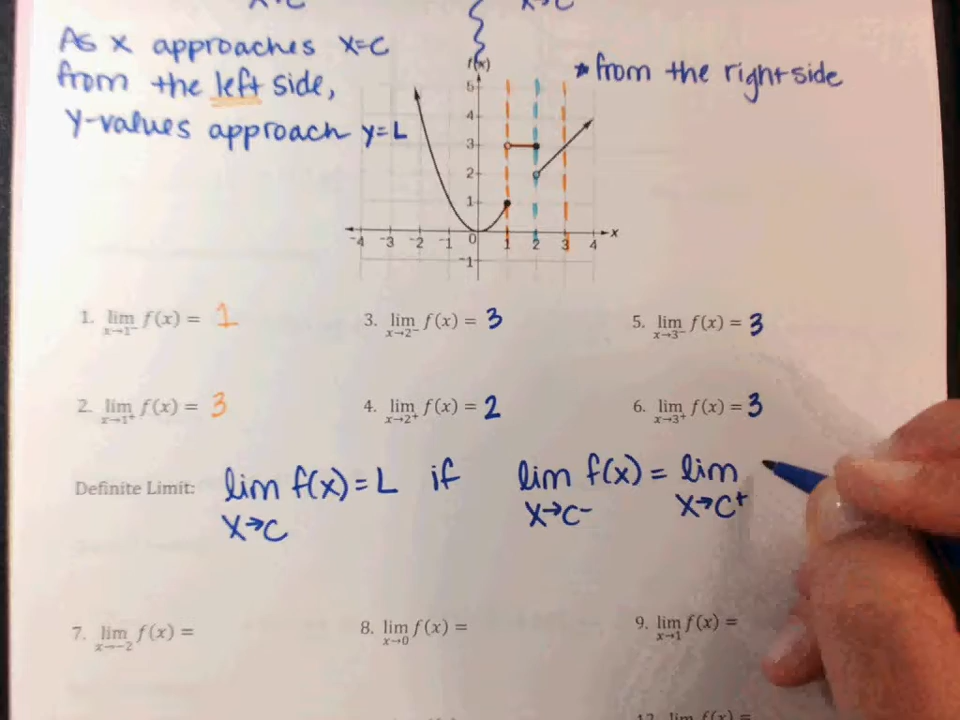 x→c x→c
As x approaches x=c
from the left side,
y-values approach y=L
* from the right side
f(x)
5
4
3
2
1
-4 -3 -2 -1 0 1 2 3 4 x
-1
1. lim f(x) = 1
x→1⁻
3. lim f(x) = 3
x→2⁻
5. lim f(x) = 3
x→3⁻
2. lim f(x) = 3
x→1⁺
4. lim f(x) = 2
x→2⁺
6. lim f(x) = 3
x→3⁺
Definite Limit: lim f(x) = L if lim f(x) = lim
x→c x→c⁻ x→c⁺
7. lim f(x) =
x→-2
8. lim f(x) =
x→0
9. lim f(x) =
x→1
lim f(x) =